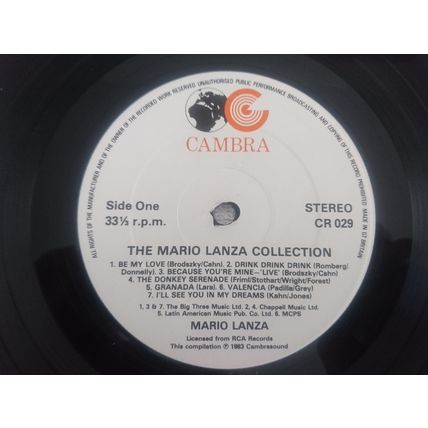 ALL RIGHTS OF THE MANUFACTURER AND OF THE OWNER OF THE RECORDED WORK RESERVED UNAUTHORISED PUBLIC PERFORMANCE BROADCASTING AND COPYING OF THIS RECORD PROHIBITED MADE IN GT BRITAIN
CAMBRA
Side One
STEREO
33⅓ r.p.m.
CR 029
THE MARIO LANZA COLLECTION
1. BE MY LOVE (Brodszky/Cahn) 2. DRINK DRINK DRINK (Romberg/
Donnelly) 3. BECAUSE YOU'RE MINE–'LIVE' (Brodszky/Cahn)
4. THE DONKEY SERENADE (Friml/Stothart/Wright/Forest)
5. GRANADA (Lara) 6. VALENCIA (Padilla/Grey)
7. I'LL SEE YOU IN MY DREAMS (Kahn/Jones)
1, 3 & 7. The Big Three Music Ltd. 2, 4. Chappell Music Ltd.
5. Latin American Music Pub. Co. Ltd. 6. MCPS
MARIO LANZA
Licensed from RCA Records
This compilation ℗ 1983 Cambrasound